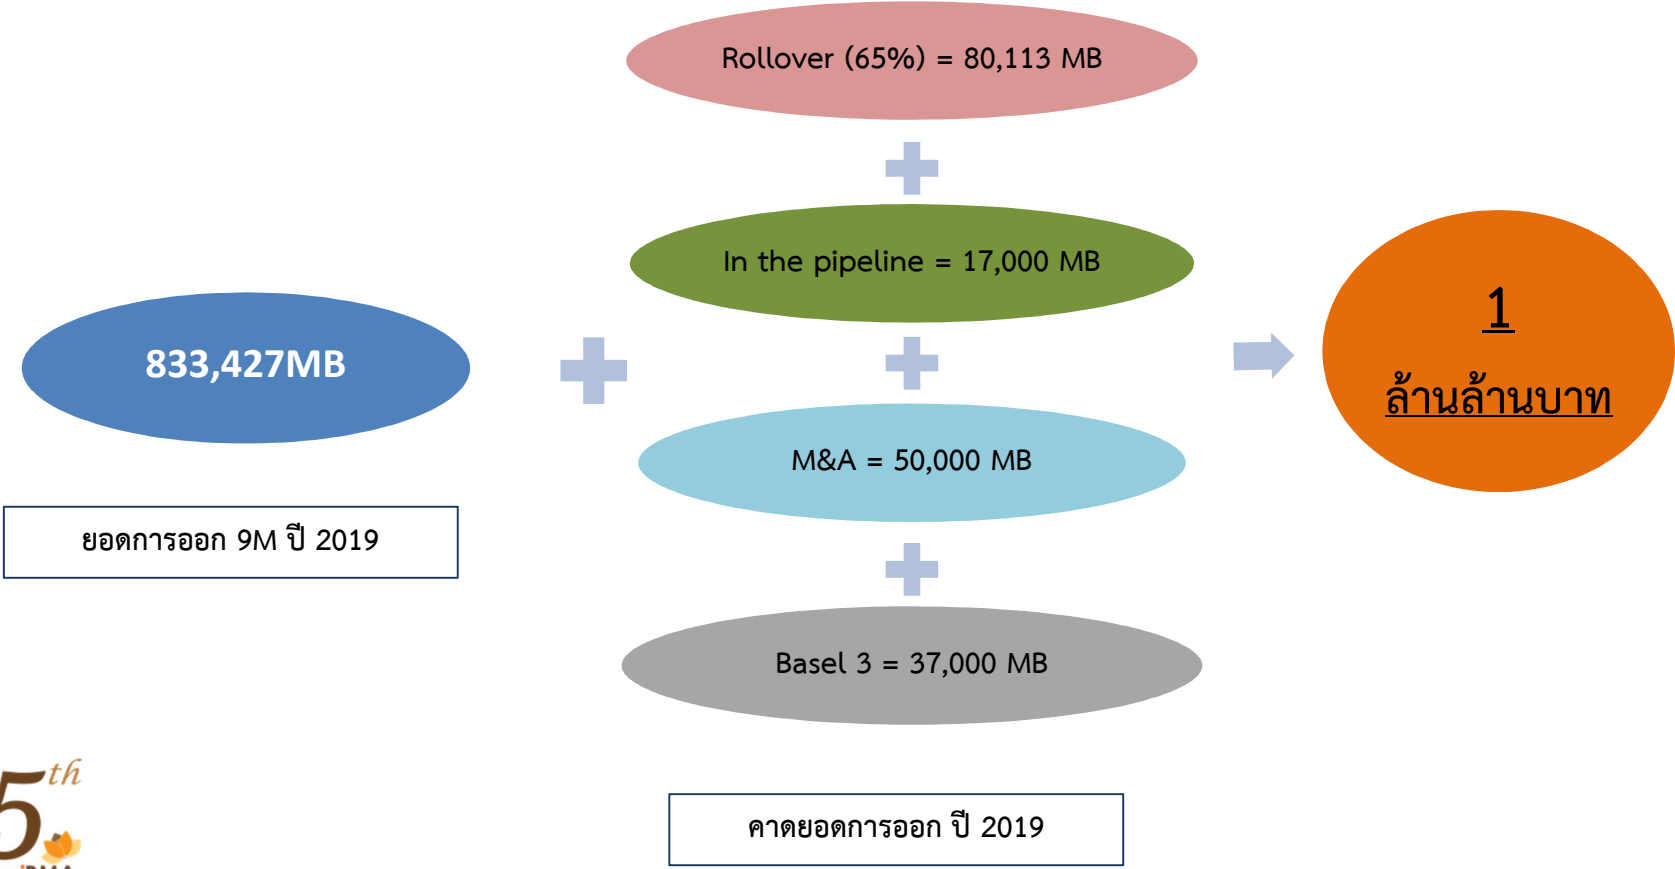 Rollover (65%) = 80,113 MB
In the pipeline = 17,000 MB
833,427MB
1
ล้านล้านบาท
M&A = 50,000 MB
ยอดการออก 9M ปี 2019
Basel 3 = 37,000 MB
5th
คาดยอดการออก ปี 2019